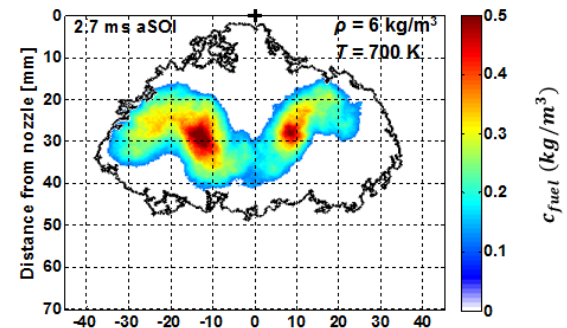 2.7 ms aSOI
ρ = 6 kg/m³
T = 700 K
Distance from nozzle [mm]
0
10
20
30
40
50
60
70
-40 -30 -20 -10 0 10 20 30 40
0.5
0.4
0.3
0.2
0.1
0
c_fuel (kg/m³)